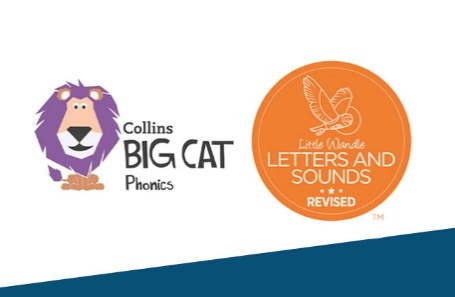 Collins
BIG CAT
Phonics
Little Wandle
LETTERS AND
SOUNDS
REVISED
TM